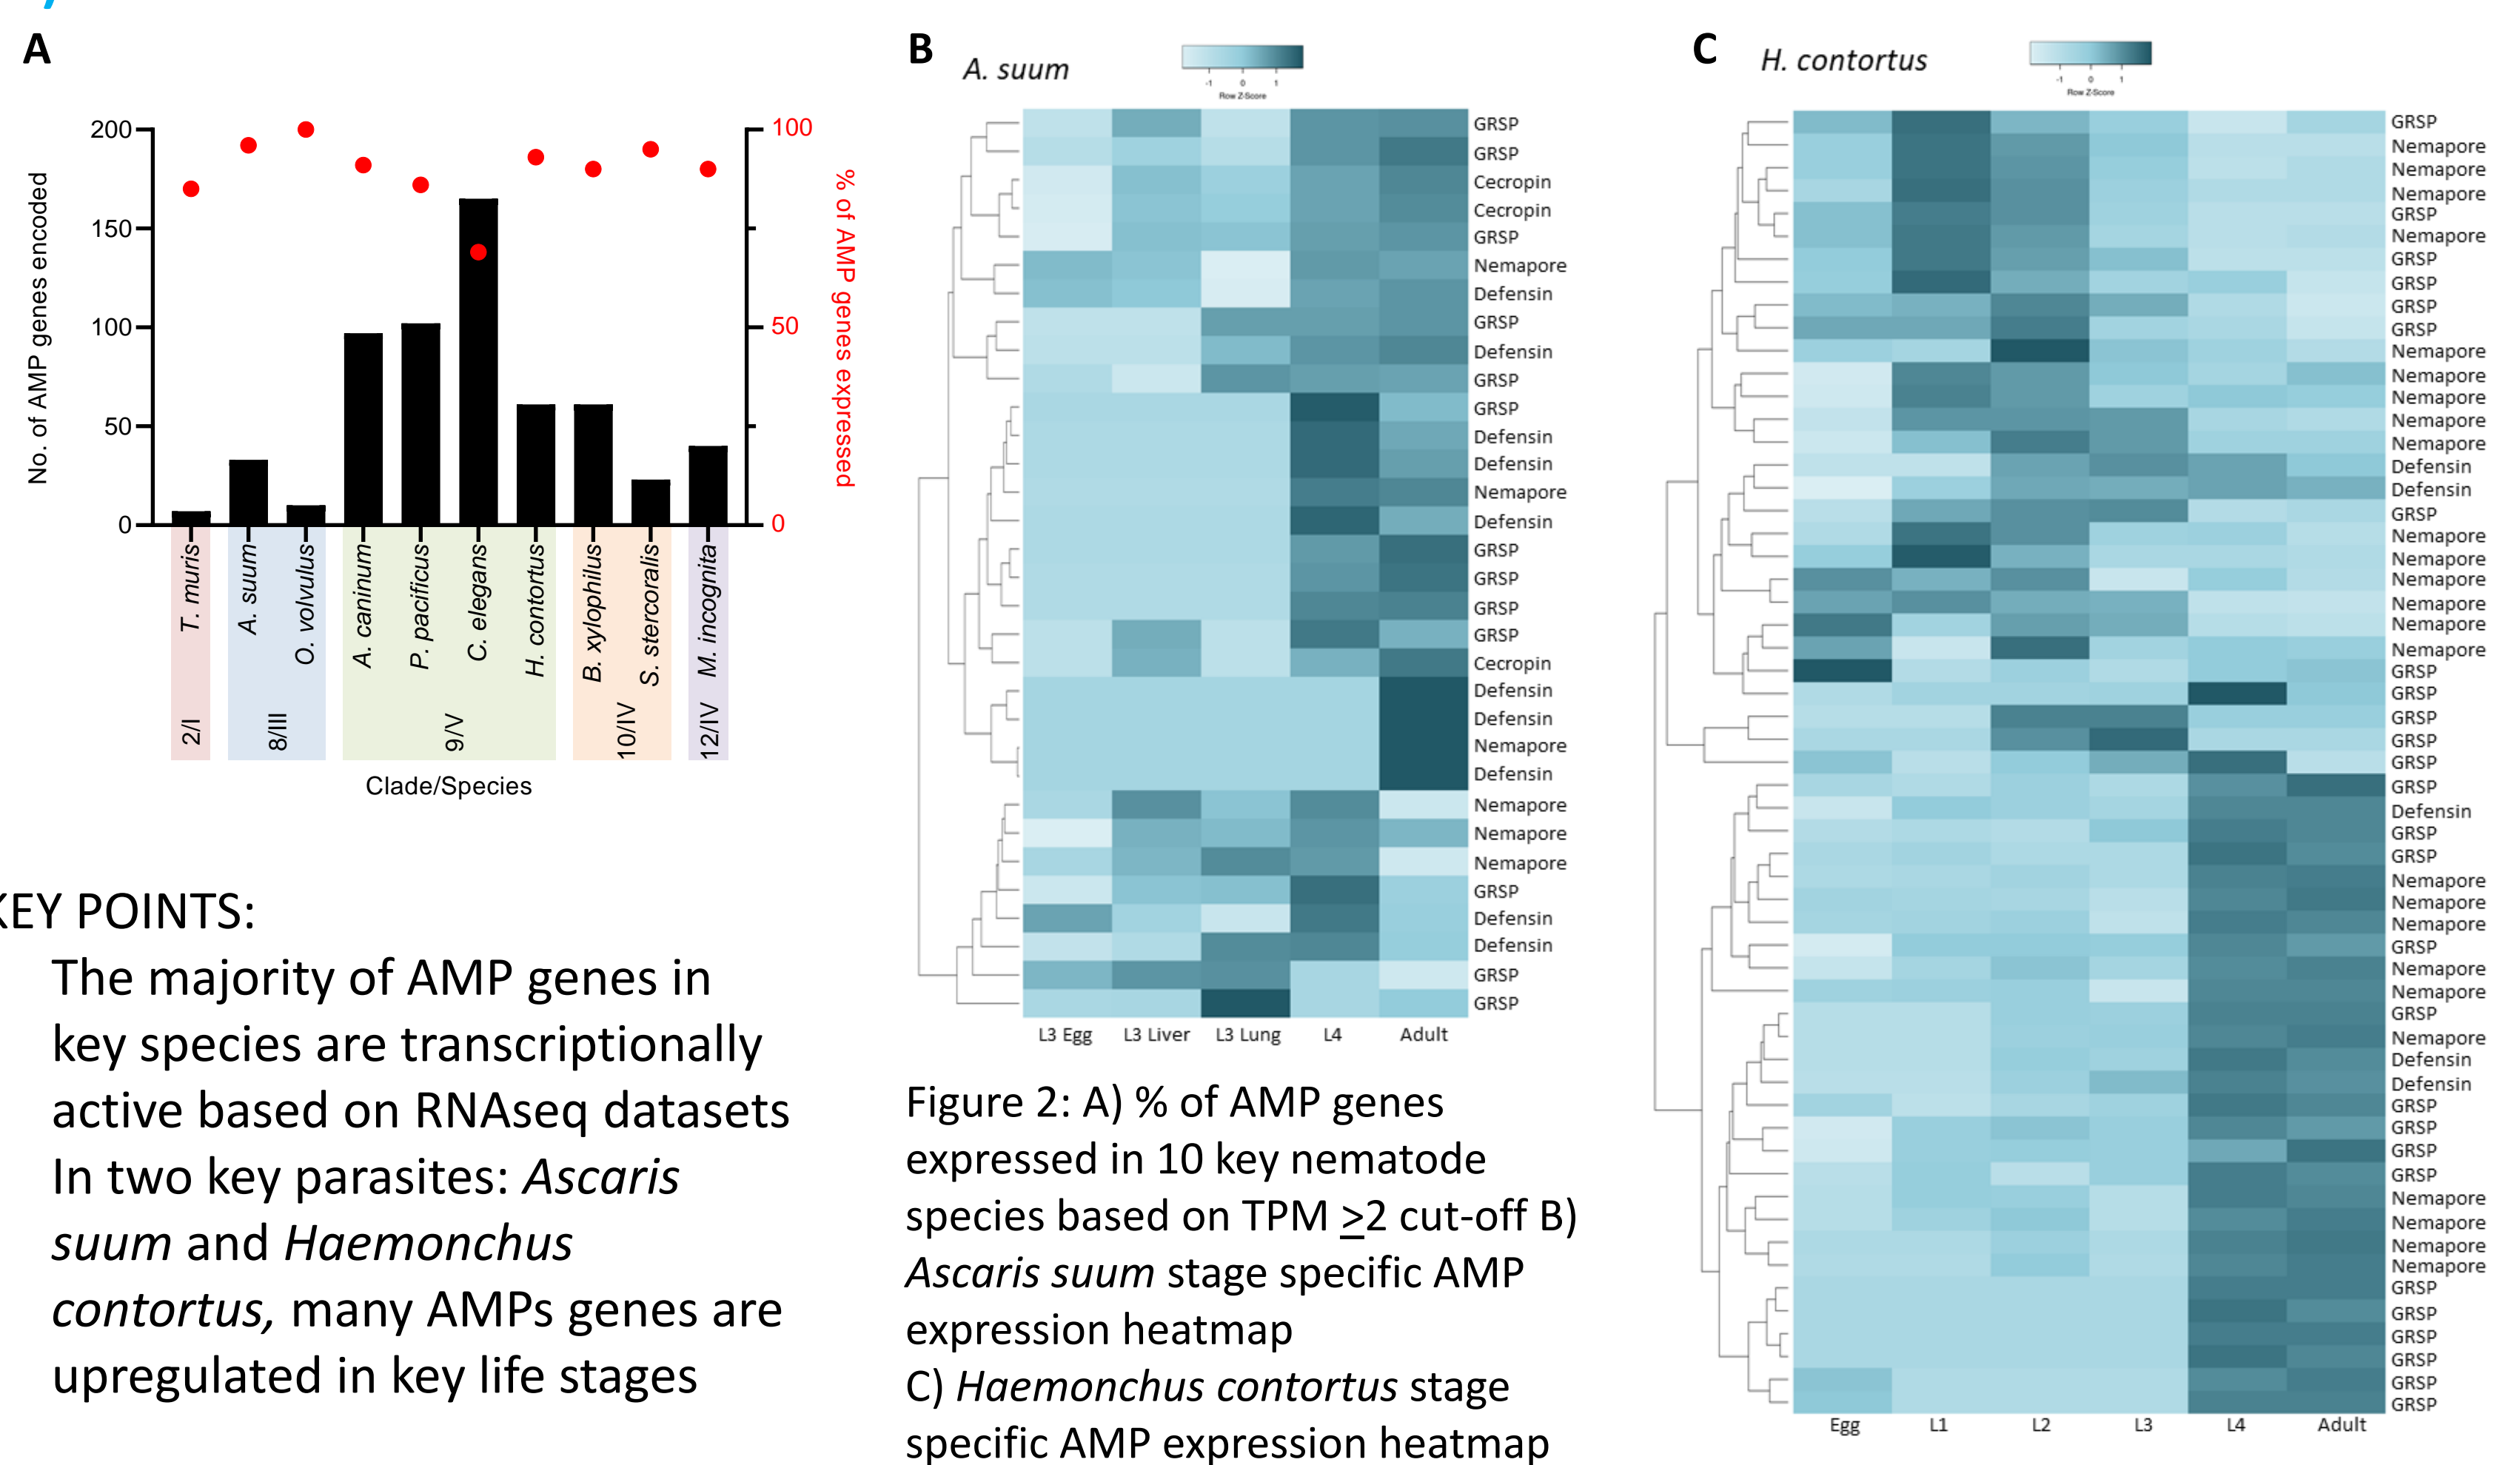 A
No. of AMP genes encoded
200
150
100
50
0
100
50
0
% of AMP genes expressed
T. muris
A. suum
O. volvulus
A. caninum
P. pacificus
C. elegans
H. contortus
B. xylophilus
S. stercoralis
M. incognita
2/I
8/III
9/V
10/IV
12/IV
Clade/Species
KEY POINTS:
The majority of AMP genes in
key species are transcriptionally
active based on RNAseq datasets
In two key parasites: Ascaris
suum and Haemonchus
contortus, many AMPs genes are
upregulated in key life stages
B
A. suum
-1 0 1
Row Z-Score
GRSP
GRSP
Cecropin
Cecropin
GRSP
Nemapore
Defensin
GRSP
Defensin
GRSP
GRSP
Defensin
Defensin
Nemapore
Defensin
GRSP
GRSP
GRSP
GRSP
Cecropin
Defensin
Defensin
Nemapore
Defensin
Nemapore
Nemapore
Nemapore
GRSP
Defensin
Defensin
GRSP
GRSP
L3 Egg L3 Liver L3 Lung L4 Adult
Figure 2: A) % of AMP genes
expressed in 10 key nematode
species based on TPM >2 cut-off B)
Ascaris suum stage specific AMP
expression heatmap
C) Haemonchus contortus stage
specific AMP expression heatmap
C
H. contortus
-1 0 1
Row Z-Score
GRSP
Nemapore
Nemapore
Nemapore
GRSP
Nemapore
GRSP
GRSP
GRSP
GRSP
Nemapore
Nemapore
Nemapore
Nemapore
Nemapore
Defensin
Defensin
GRSP
Nemapore
Nemapore
Nemapore
Nemapore
Nemapore
Nemapore
GRSP
GRSP
GRSP
GRSP
GRSP
GRSP
Defensin
GRSP
GRSP
Nemapore
Nemapore
Nemapore
GRSP
Nemapore
Nemapore
GRSP
Nemapore
Defensin
Defensin
GRSP
GRSP
GRSP
GRSP
Nemapore
Nemapore
Nemapore
Nemapore
GRSP
GRSP
GRSP
GRSP
GRSP
GRSP
Egg L1 L2 L3 L4 Adult